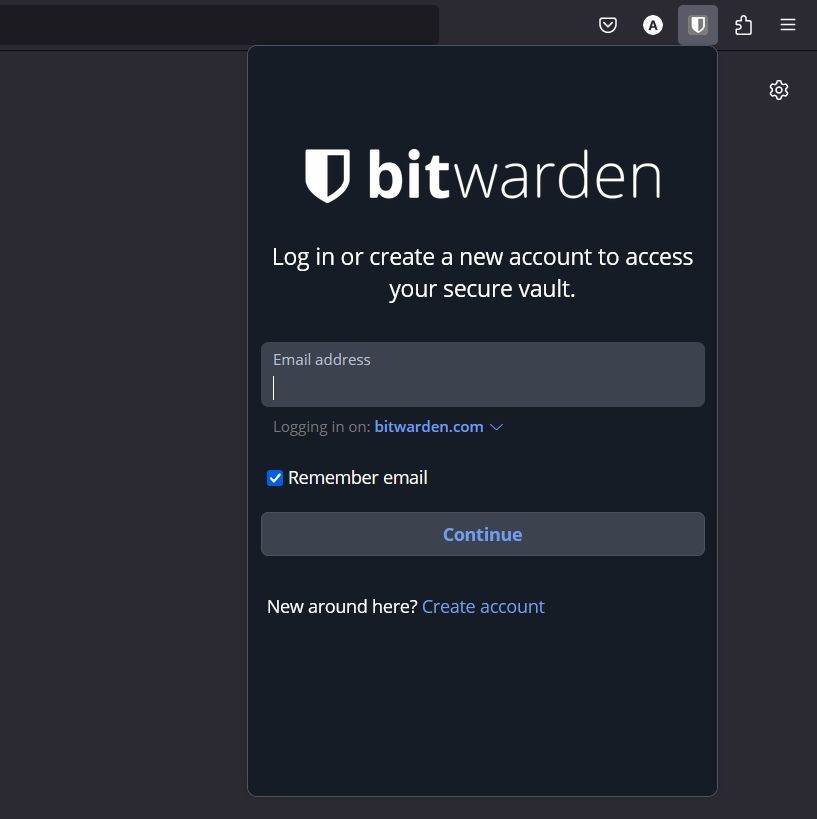 A
bitwarden
Log in or create a new account to access
your secure vault.
Email address
Logging in on: bitwarden.com
Remember email
Continue
New around here? Create account